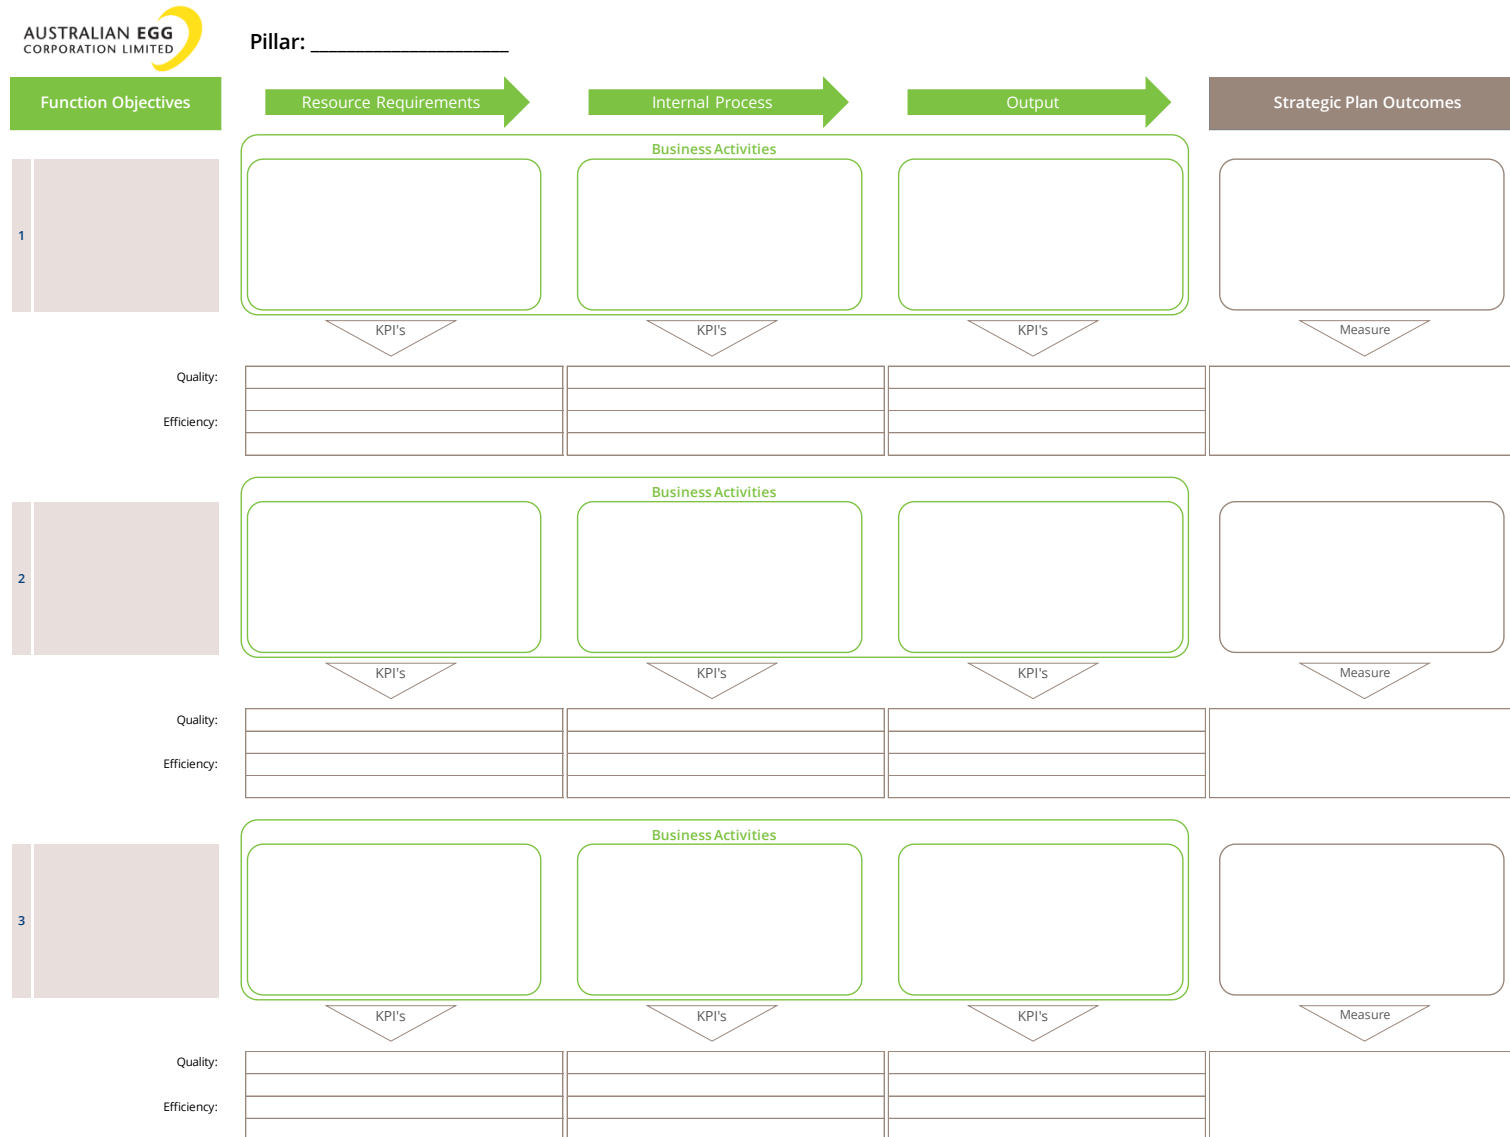 AUSTRALIAN EGG
CORPORATION LIMITED
Pillar: ____________________
Function Objectives
Resource Requirements
Internal Process
Output
Strategic Plan Outcomes
Business Activities
1
KPI's
KPI's
KPI's
Measure
Quality:
Efficiency:
Business Activities
2
KPI's
KPI's
KPI's
Measure
Quality:
Efficiency:
Business Activities
3
KPI's
KPI's
KPI's
Measure
Quality:
Efficiency: